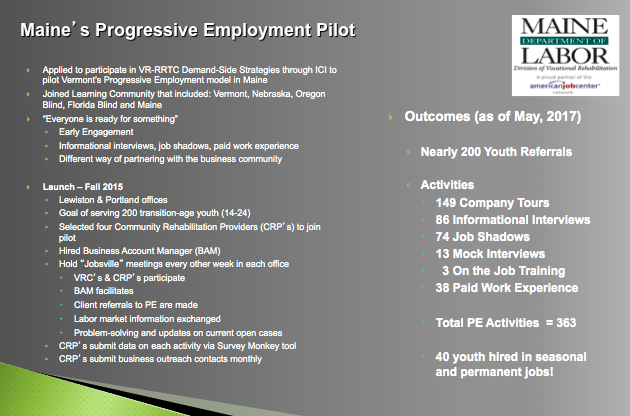 Maine's Progressive Employment Pilot
MAINE
DEPARTMENT OF
LABOR
Division of Vocational Rehabilitation
A proud partner of the
americanjobcenter
network
Applied to participate in VR-RRTC Demand-Side Strategies through ICI to
pilot Vermont's Progressive Employment model in Maine
Joined Learning Community that included: Vermont, Nebraska, Oregon
Blind, Florida Blind and Maine
"Everyone is ready for something"
Early Engagement
Informational interviews, job shadows, paid work experience
Different way of partnering with the business community
Launch – Fall 2015
Lewiston & Portland offices
Goal of serving 200 transition-age youth (14-24)
Selected four Community Rehabilitation Providers (CRP's) to join
pilot
Hired Business Account Manager (BAM)
Hold "Jobsville" meetings every other week in each office
VRC's & CRP's participate
BAM facilitates
Client referrals to PE are made
Labor market information exchanged
Problem-solving and updates on current open cases
CRP's submit data on each activity via Survey Monkey tool
CRP's submit business outreach contacts monthly
Outcomes (as of May, 2017)
Nearly 200 Youth Referrals
Activities
149 Company Tours
86 Informational Interviews
74 Job Shadows
13 Mock Interviews
3 On the Job Training
38 Paid Work Experience
Total PE Activities = 363
40 youth hired in seasonal
and permanent jobs!